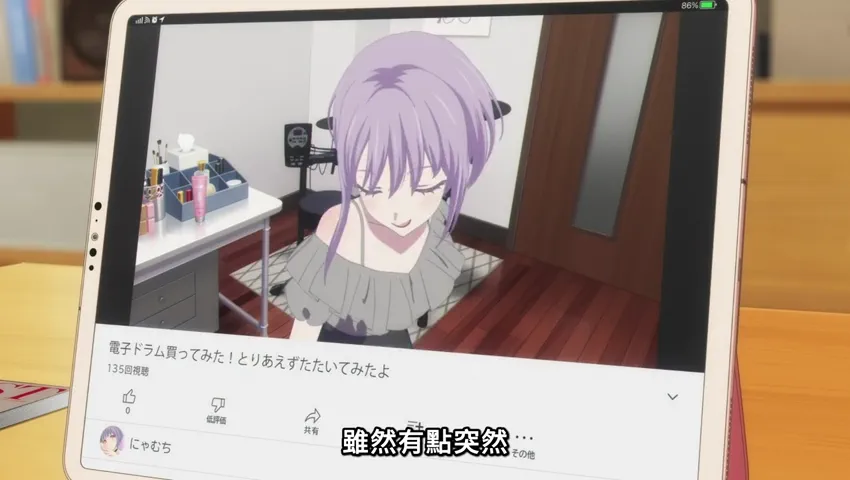 86%
電子ドラム買ってみた！とりあえずたたいてみたよ
135回視聴
0
低評価
共有
その他
にゃむち
雖然有點突然